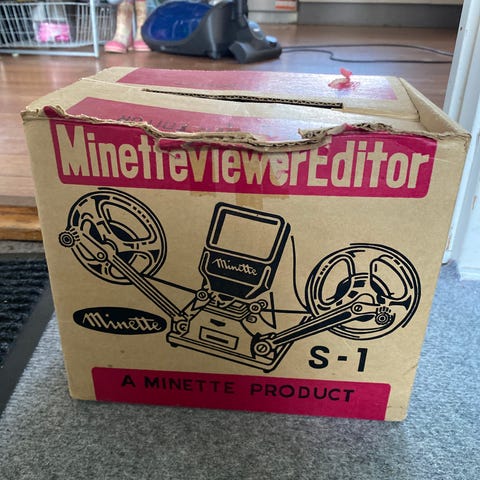 MinetteViewerEditor
Minette
Minette
S-1
A MINETTE PRODUCT